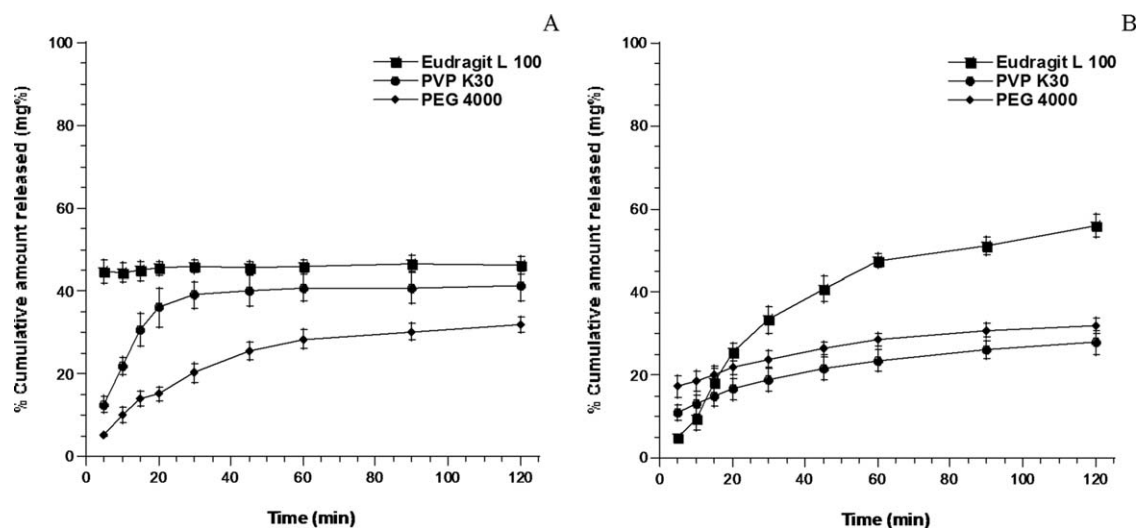 A
100
80
60
40
20
0
% Cumulative amount released (mg%)
Eudragit L 100
PVP K30
PEG 4000
0 20 40 60 80 100 120
Time (min)
B
100
80
60
40
20
0
% Cumulative amount released (mg%)
Eudragit L 100
PVP K30
PEG 4000
0 20 40 60 80 100 120
Time (min)